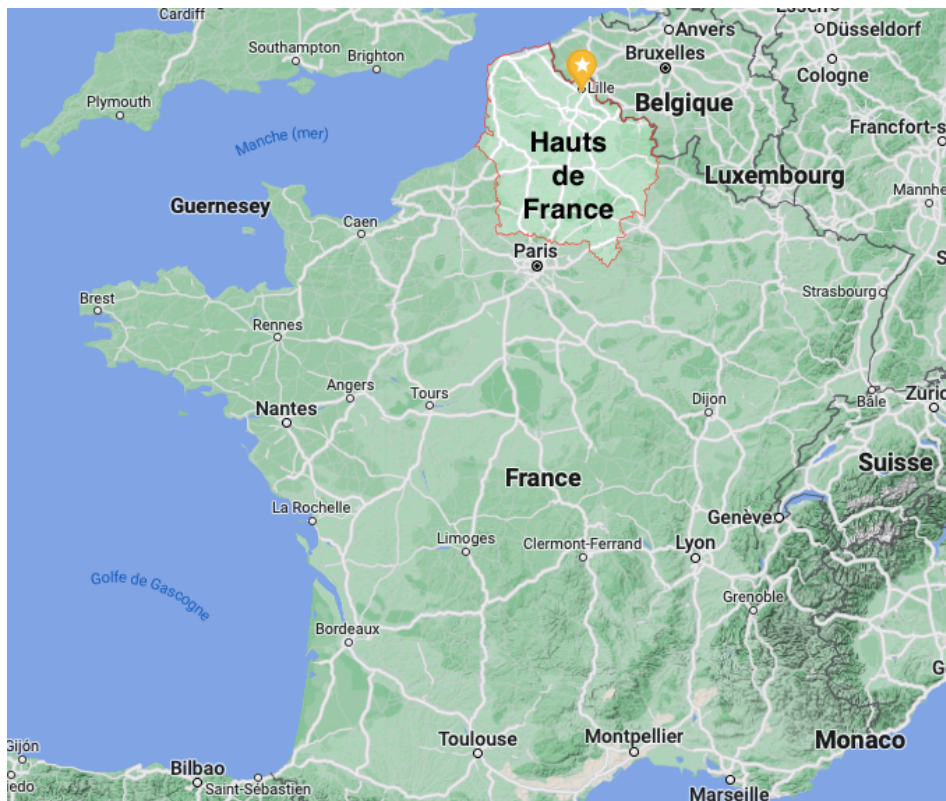 Cardiff
Southampton
Brighton
Plymouth
Manche (mer)
Anvers
Düsseldorf
Bruxelles
Cologne
Lille
Belgique
Hauts
de
France
Francfort-s
Luxembourg
Mannhe
Guernesey
Caen
Paris
Strasbourg
Brest
Rennes
Angers
Tours
Nantes
Dijon
Bâle
Zuric
Suisse
France
La Rochelle
Genève
Limoges
Clermont-Ferrand
Lyon
Golfe de Gascogne
Grenoble
Bordeaux
G
Toulouse
Montpellier
Monaco
Gijón
iedo
Bilbao
Saint-Sébastien
Marseille